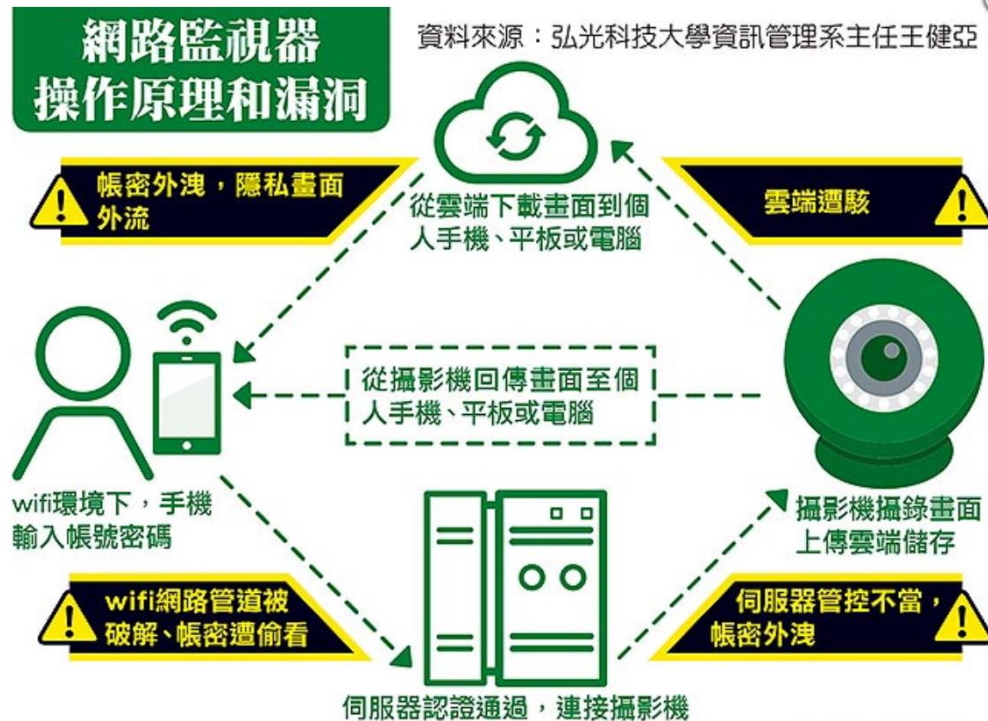 網路監視器
操作原理和漏洞
資料來源：弘光科技大學資訊管理系主任王健亞
帳密外洩，隱私畫面
外流
從雲端下載畫面到個
人手機、平板或電腦
雲端遭駭
從攝影機回傳畫面至個
人手機、平板或電腦
wifi環境下，手機
輸入帳號密碼
攝影機攝錄畫面
上傳雲端儲存
wifi網路管道被
破解、帳密遭偷看
伺服器管控不當，
帳密外洩
伺服器認證通過，連接攝影機